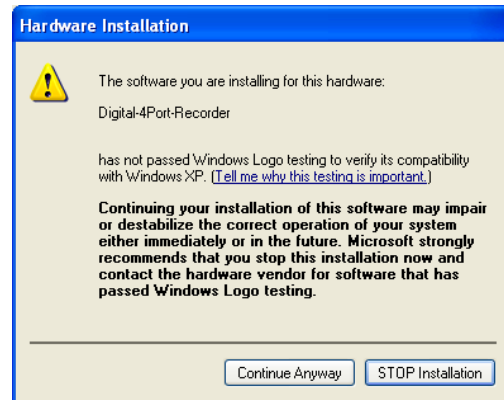 Hardware Installation
The software you are installing for this hardware:
Digital-4Port-Recorder
has not passed Windows Logo testing to verify its compatibility
with Windows XP. (Tell me why this testing is important.)
Continuing your installation of this software may impair
or destabilize the correct operation of your system
either immediately or in the future. Microsoft strongly
recommends that you stop this installation now and
contact the hardware vendor for software that has
passed Windows Logo testing.
Continue Anyway
STOP Installation